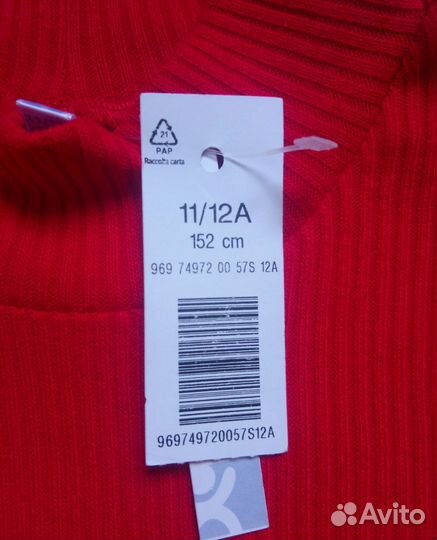 21
PAP
Raccolta carta
11/12A
152 cm
969 74972 00 57S 12A
969749720057S12A
Avito